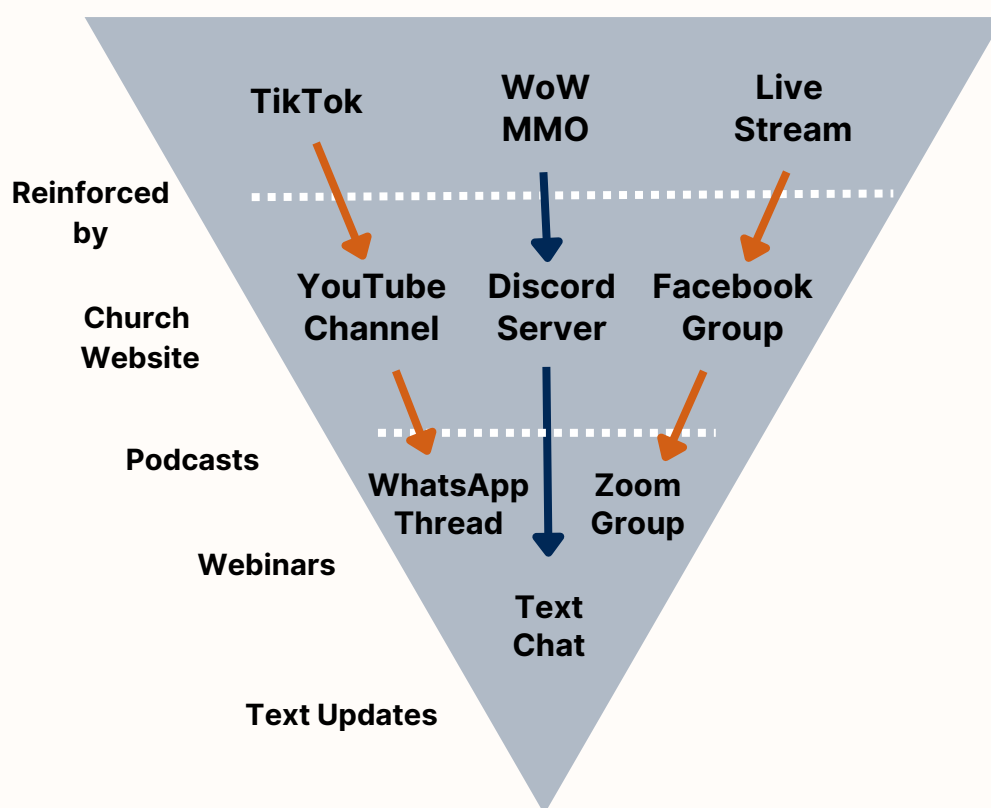 TikTok
WoW
MMO
Live
Stream
Reinforced
by
YouTube
Channel
Discord
Server
Facebook
Group
Church
Website
Podcasts
WhatsApp
Thread
Zoom
Group
Webinars
Text
Chat
Text Updates